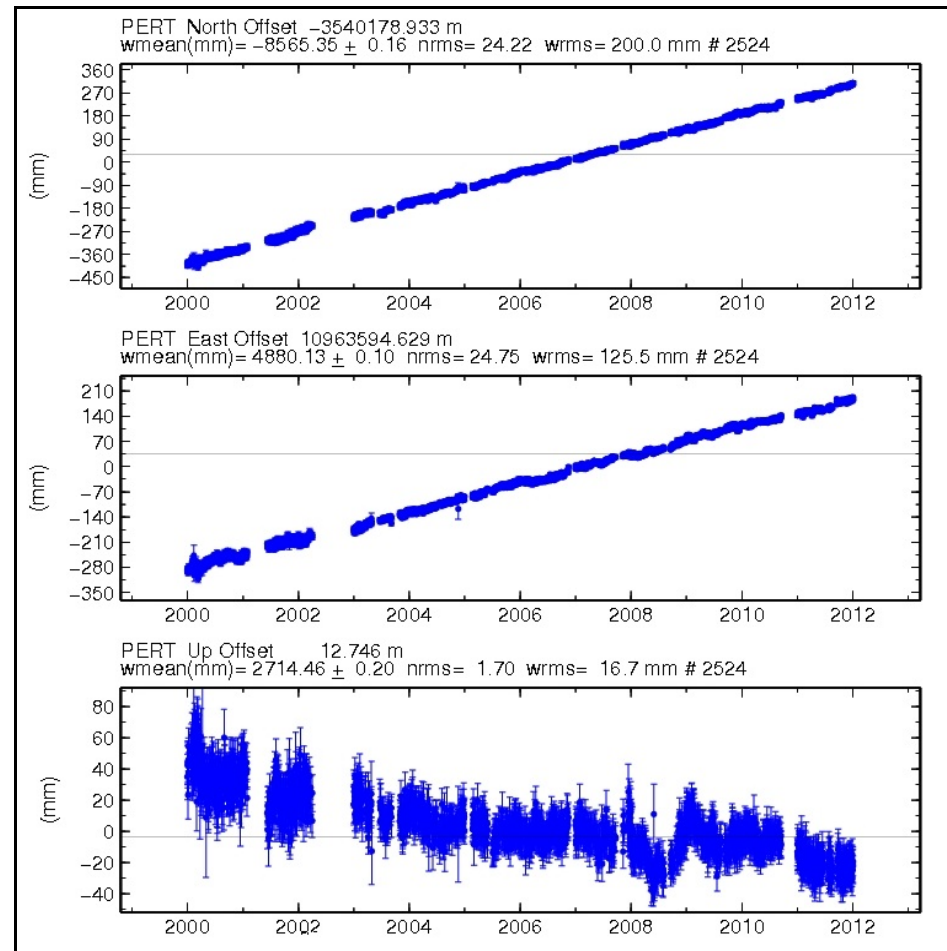 PERT North Offset -3540178.933 m
wmean(mm)= -8565.35 ± 0.16 nrms= 24.22 wrms= 200.0 mm # 2524
360
270
180
90
0
-90
-180
-270
-360
-450
(mm)
2000 2002 2004 2006 2008 2010 2012
PERT East Offset 10963594.629 m
wmean(mm)= 4880.13 ± 0.10 nrms= 24.75 wrms= 125.5 mm # 2524
210
140
70
0
-70
-140
-210
-280
-350
(mm)
2000 2002 2004 2006 2008 2010 2012
PERT Up Offset 12.746 m
wmean(mm)= 2714.46 ± 0.20 nrms= 1.70 wrms= 16.7 mm # 2524
80
60
40
20
0
-20
-40
(mm)
2000 2002 2004 2006 2008 2010 2012